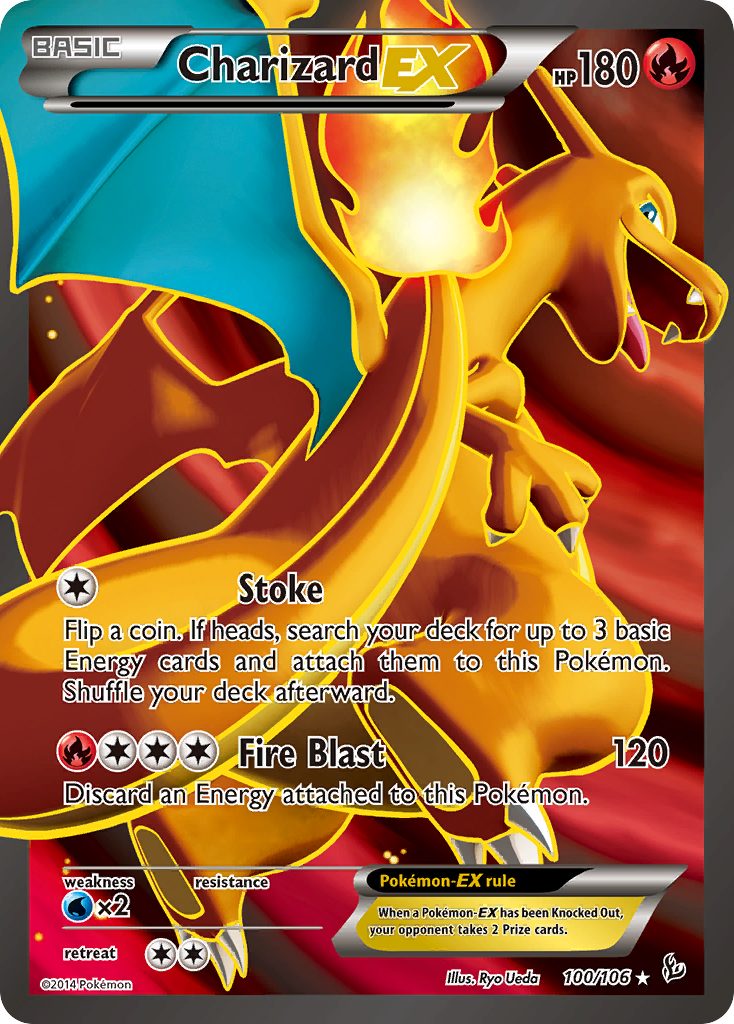 BASIC
Charizard EX
HP180
Stoke
Flip a coin. If heads, search your deck for up to 3 basic
Energy cards and attach them to this Pokémon.
Shuffle your deck afterward.
Fire Blast 120
Discard an Energy attached to this Pokémon.
weakness resistance
×2
retreat
Pokémon-EX rule
When a Pokémon-EX has been Knocked Out,
your opponent takes 2 Prize cards.
©2014 Pokémon
Illus. Ryo Ueda 100/106 ★